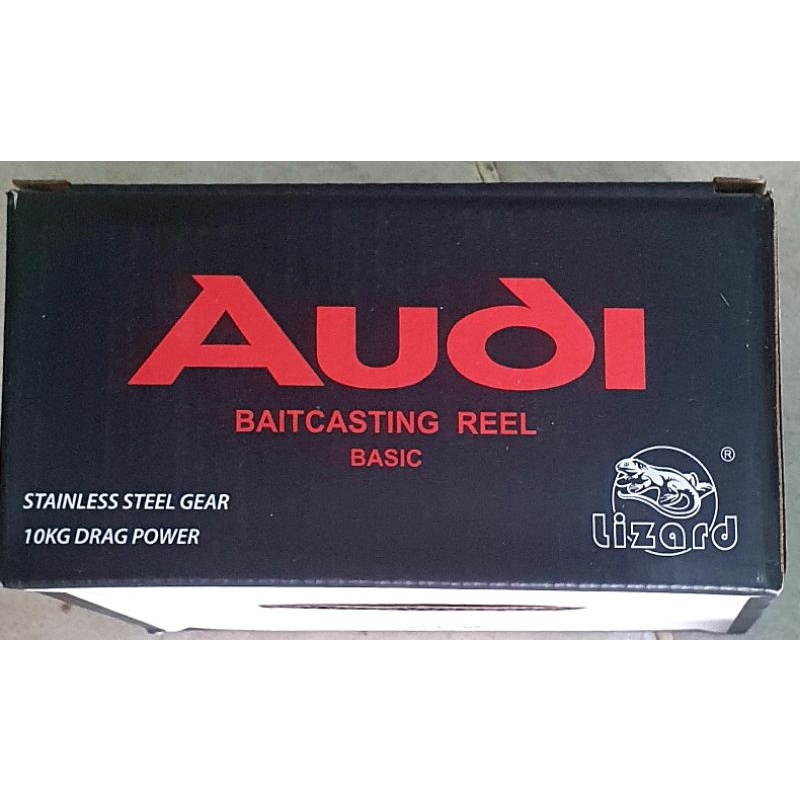 Audi
BAITCASTING REEL
BASIC
STAINLESS STEEL GEAR
10KG DRAG POWER
®
Lizard